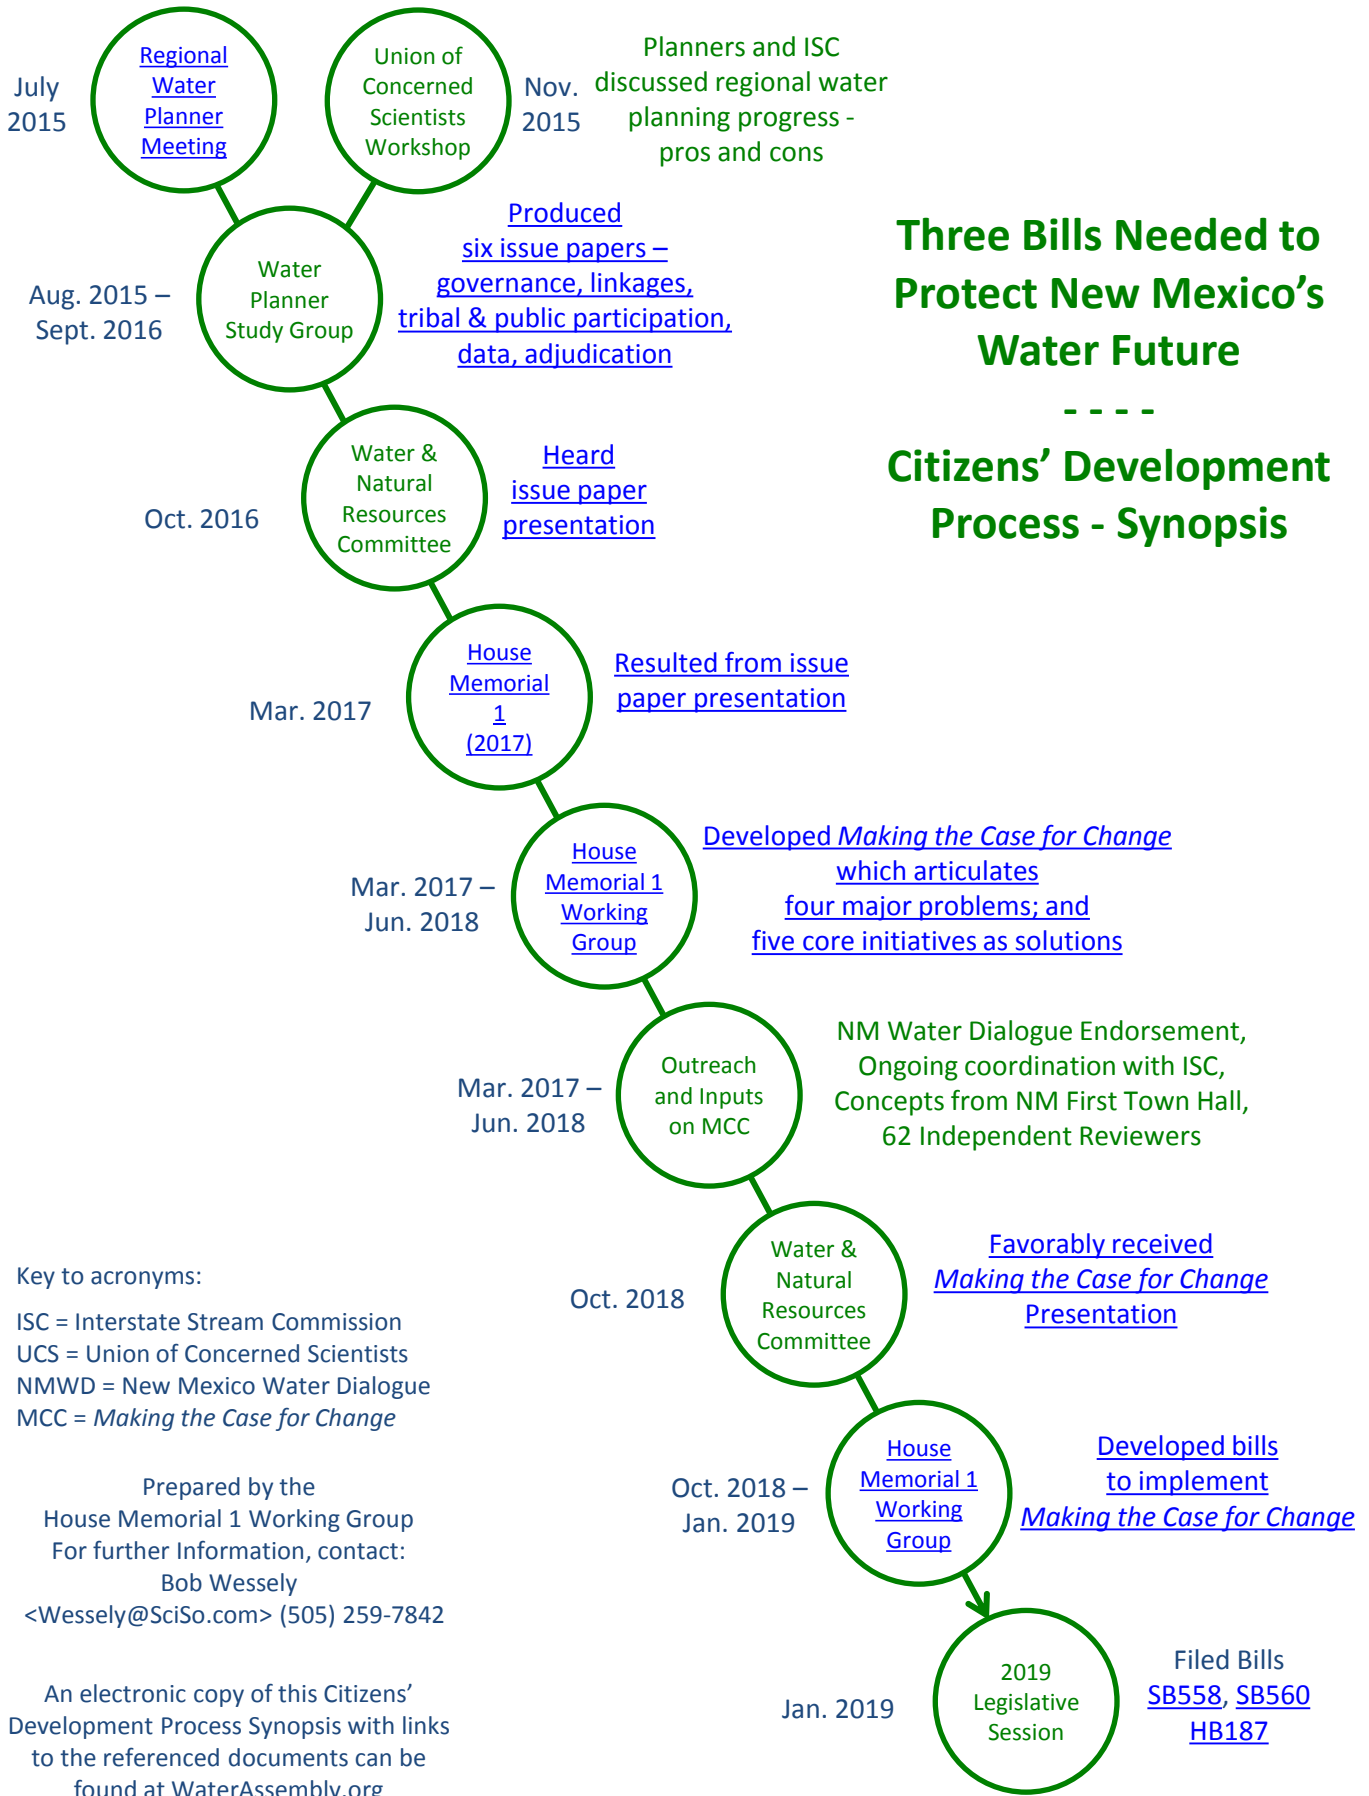 July
2015
Regional
Water
Planner
Meeting
Union of
Concerned
Scientists
Workshop
Nov.
2015
Planners and ISC
discussed regional water
planning progress -
pros and cons
Three Bills Needed to
Protect New Mexico's
Water Future
- - - -
Citizens' Development
Process - Synopsis
Aug. 2015 –
Sept. 2016
Water
Planner
Study Group
Produced
six issue papers –
governance, linkages,
tribal & public participation,
data, adjudication
Oct. 2016
Water &
Natural
Resources
Committee
Heard
issue paper
presentation
Mar. 2017
House
Memorial
1
(2017)
Resulted from issue
paper presentation
Mar. 2017 –
Jun. 2018
House
Memorial 1
Working
Group
Developed Making the Case for Change
which articulates
four major problems; and
five core initiatives as solutions
Mar. 2017 –
Jun. 2018
Outreach
and Inputs
on MCC
NM Water Dialogue Endorsement,
Ongoing coordination with ISC,
Concepts from NM First Town Hall,
62 Independent Reviewers
Oct. 2018
Water &
Natural
Resources
Committee
Favorably received
Making the Case for Change
Presentation
Oct. 2018 –
Jan. 2019
House
Memorial 1
Working
Group
Developed bills
to implement
Making the Case for Change
Jan. 2019
2019
Legislative
Session
Filed Bills
SB558, SB560
HB187
Key to acronyms:
ISC = Interstate Stream Commission
UCS = Union of Concerned Scientists
NMWD = New Mexico Water Dialogue
MCC = Making the Case for Change
Prepared by the
House Memorial 1 Working Group
For further Information, contact:
Bob Wessely
<Wessely@SciSo.com> (505) 259-7842
An electronic copy of this Citizens'
Development Process Synopsis with links
to the referenced documents can be
found at WaterAssembly.org